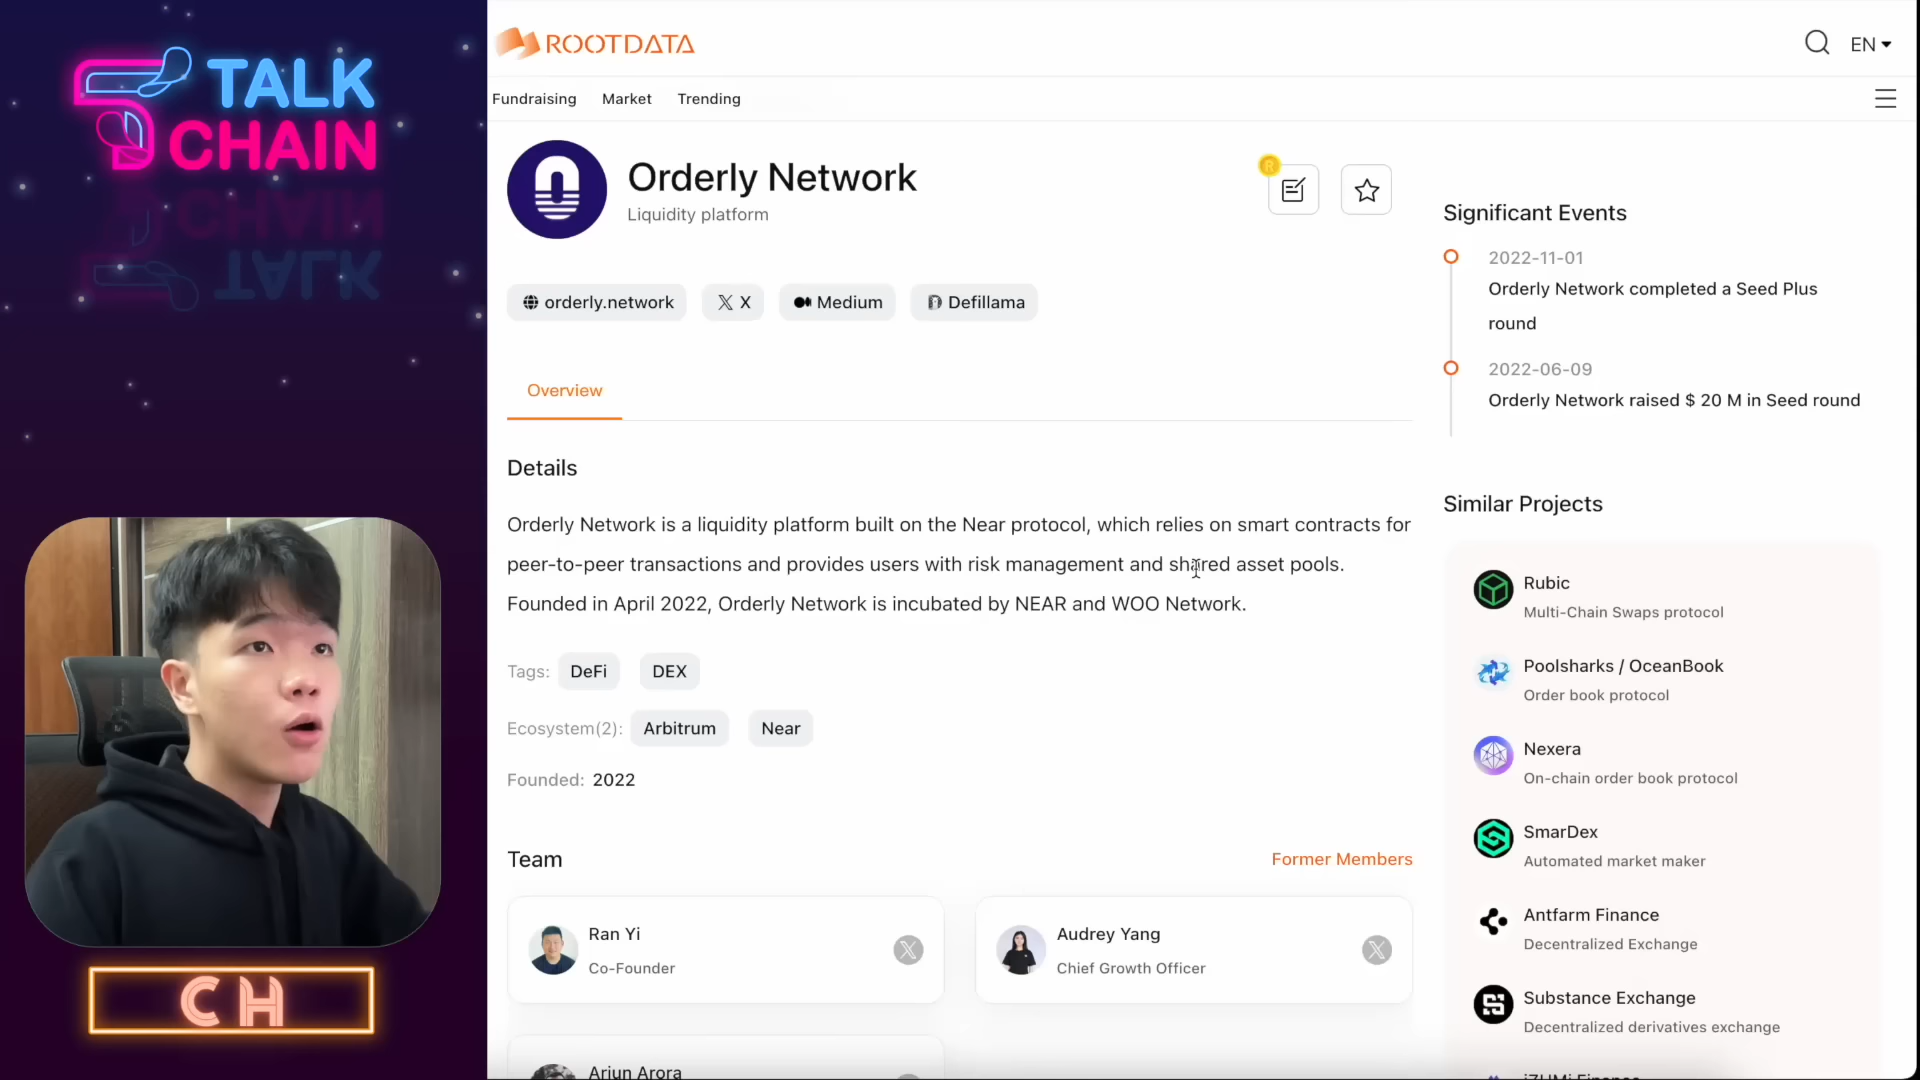 TALK
CHAIN
CH
ROOTDATA
EN
Fundraising Market Trending
Orderly Network
Liquidity platform
orderly.network X Medium Defillama
Overview
Details
Orderly Network is a liquidity platform built on the Near protocol, which relies on smart contracts for
peer-to-peer transactions and provides users with risk management and shared asset pools.
Founded in April 2022, Orderly Network is incubated by NEAR and WOO Network.
Tags: DeFi DEX
Ecosystem(2): Arbitrum Near
Founded: 2022
Team Former Members
Ran Yi
Co-Founder
Audrey Yang
Chief Growth Officer
Arjun Arora
Significant Events
2022-11-01
Orderly Network completed a Seed Plus
round
2022-06-09
Orderly Network raised $ 20 M in Seed round
Similar Projects
Rubic
Multi-Chain Swaps protocol
Poolsharks / OceanBook
Order book protocol
Nexera
On-chain order book protocol
SmarDex
Automated market maker
Antfarm Finance
Decentralized Exchange
Substance Exchange
Decentralized derivatives exchange
iZUMi Finance